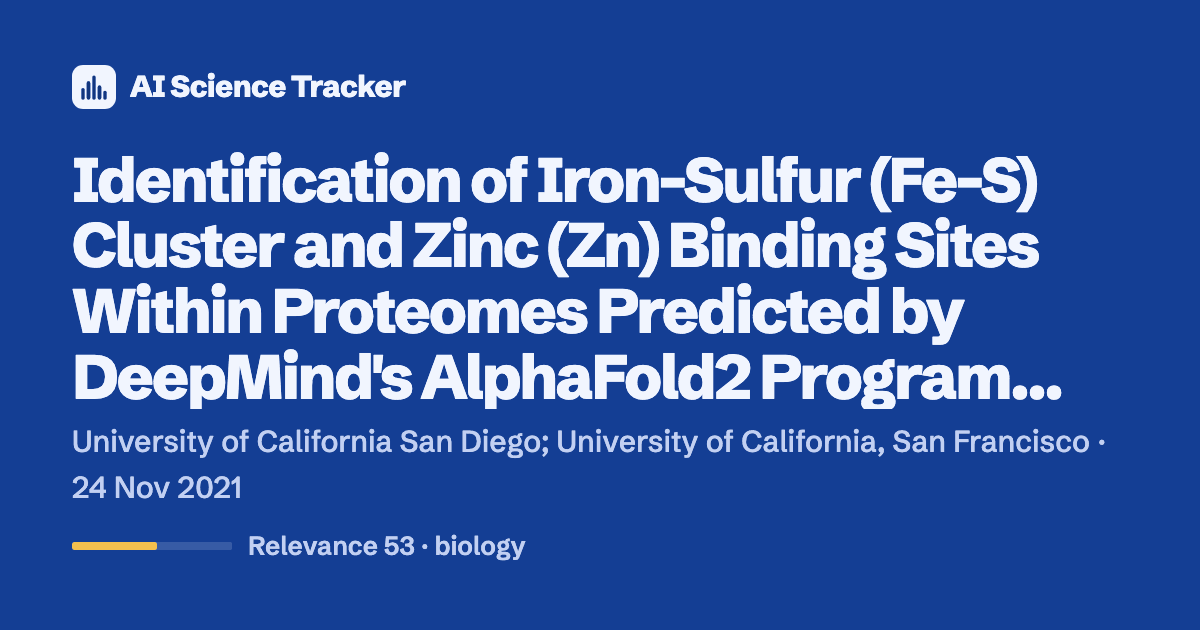 AI Science Tracker
Identification of Iron-Sulfur (Fe-S)
Cluster and Zinc (Zn) Binding Sites
Within Proteomes Predicted by
DeepMind's AlphaFold2 Program...
University of California San Diego; University of California, San Francisco ·
24 Nov 2021
Relevance 53 · biology